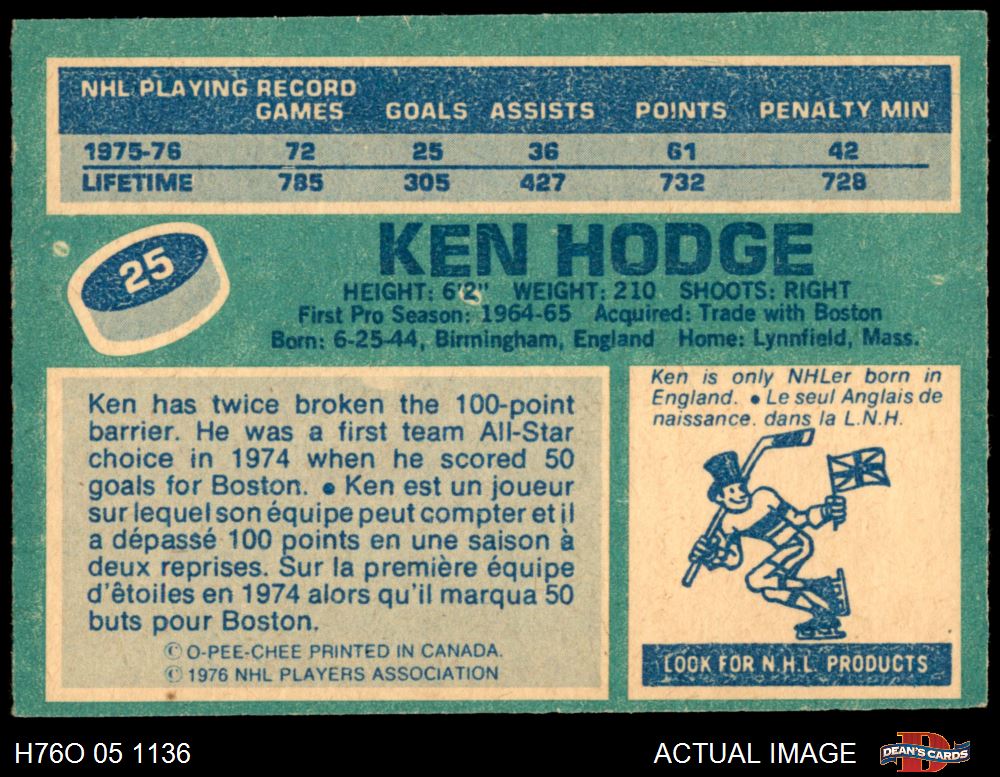 NHL PLAYING RECORD
GAMES GOALS ASSISTS POINTS PENALTY MIN
1975-76 72 25 36 61 42
LIFETIME 785 305 427 732 728
25
KEN HODGE
HEIGHT: 6'2" WEIGHT: 210 SHOOTS: RIGHT
First Pro Season: 1964-65 Acquired: Trade with Boston
Born: 6-25-44, Birmingham, England Home: Lynnfield, Mass.
Ken has twice broken the 100-point
barrier. He was a first team All-Star
choice in 1974 when he scored 50
goals for Boston. ● Ken est un joueur
sur lequel son équipe peut compter et il
a dépassé 100 points en une saison à
deux reprises. Sur la première équipe
d'étoiles en 1974 alors qu'il marqua 50
buts pour Boston.
© O-PEE-CHEE PRINTED IN CANADA.
© 1976 NHL PLAYERS ASSOCIATION
Ken is only NHLer born in
England. ● Le seul Anglais de
naissance. dans la L.N.H.
LOOK FOR N.H.L. PRODUCTS
H76O 05 1136 ACTUAL IMAGE
DEAN'S CARDS